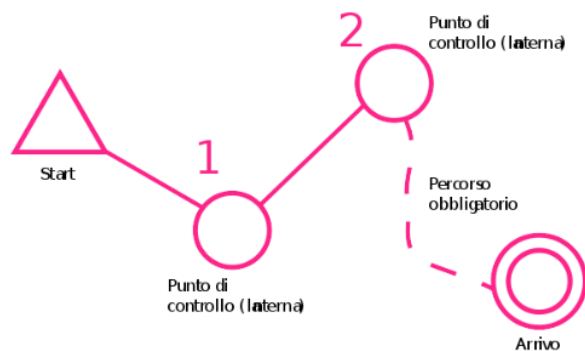 2
Punto di
controllo (lanterna)
1
Start
Percorso
obbligatorio
Punto di
controllo (lanterna)
Arrivo